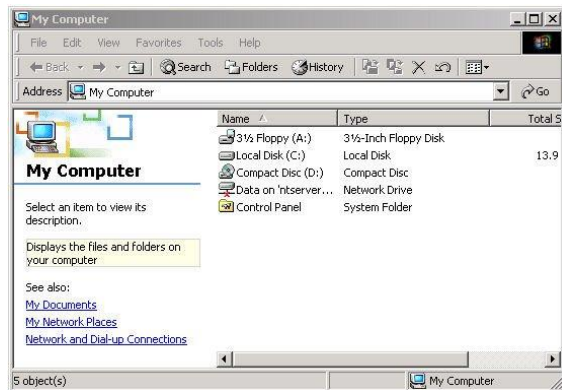 My Computer
File Edit View Favorites Tools Help
Back Search Folders History
Address My Computer Go
Name Type Total S
3½ Floppy (A:) 3½-Inch Floppy Disk
Local Disk (C:) Local Disk 13.9
Compact Disc (D:) Compact Disc
Data on 'ntserver... Network Drive
Control Panel System Folder
My Computer
Select an item to view its
description.
Displays the files and folders on
your computer
See also:
My Documents
My Network Places
Network and Dial-up Connections
5 object(s) My Computer